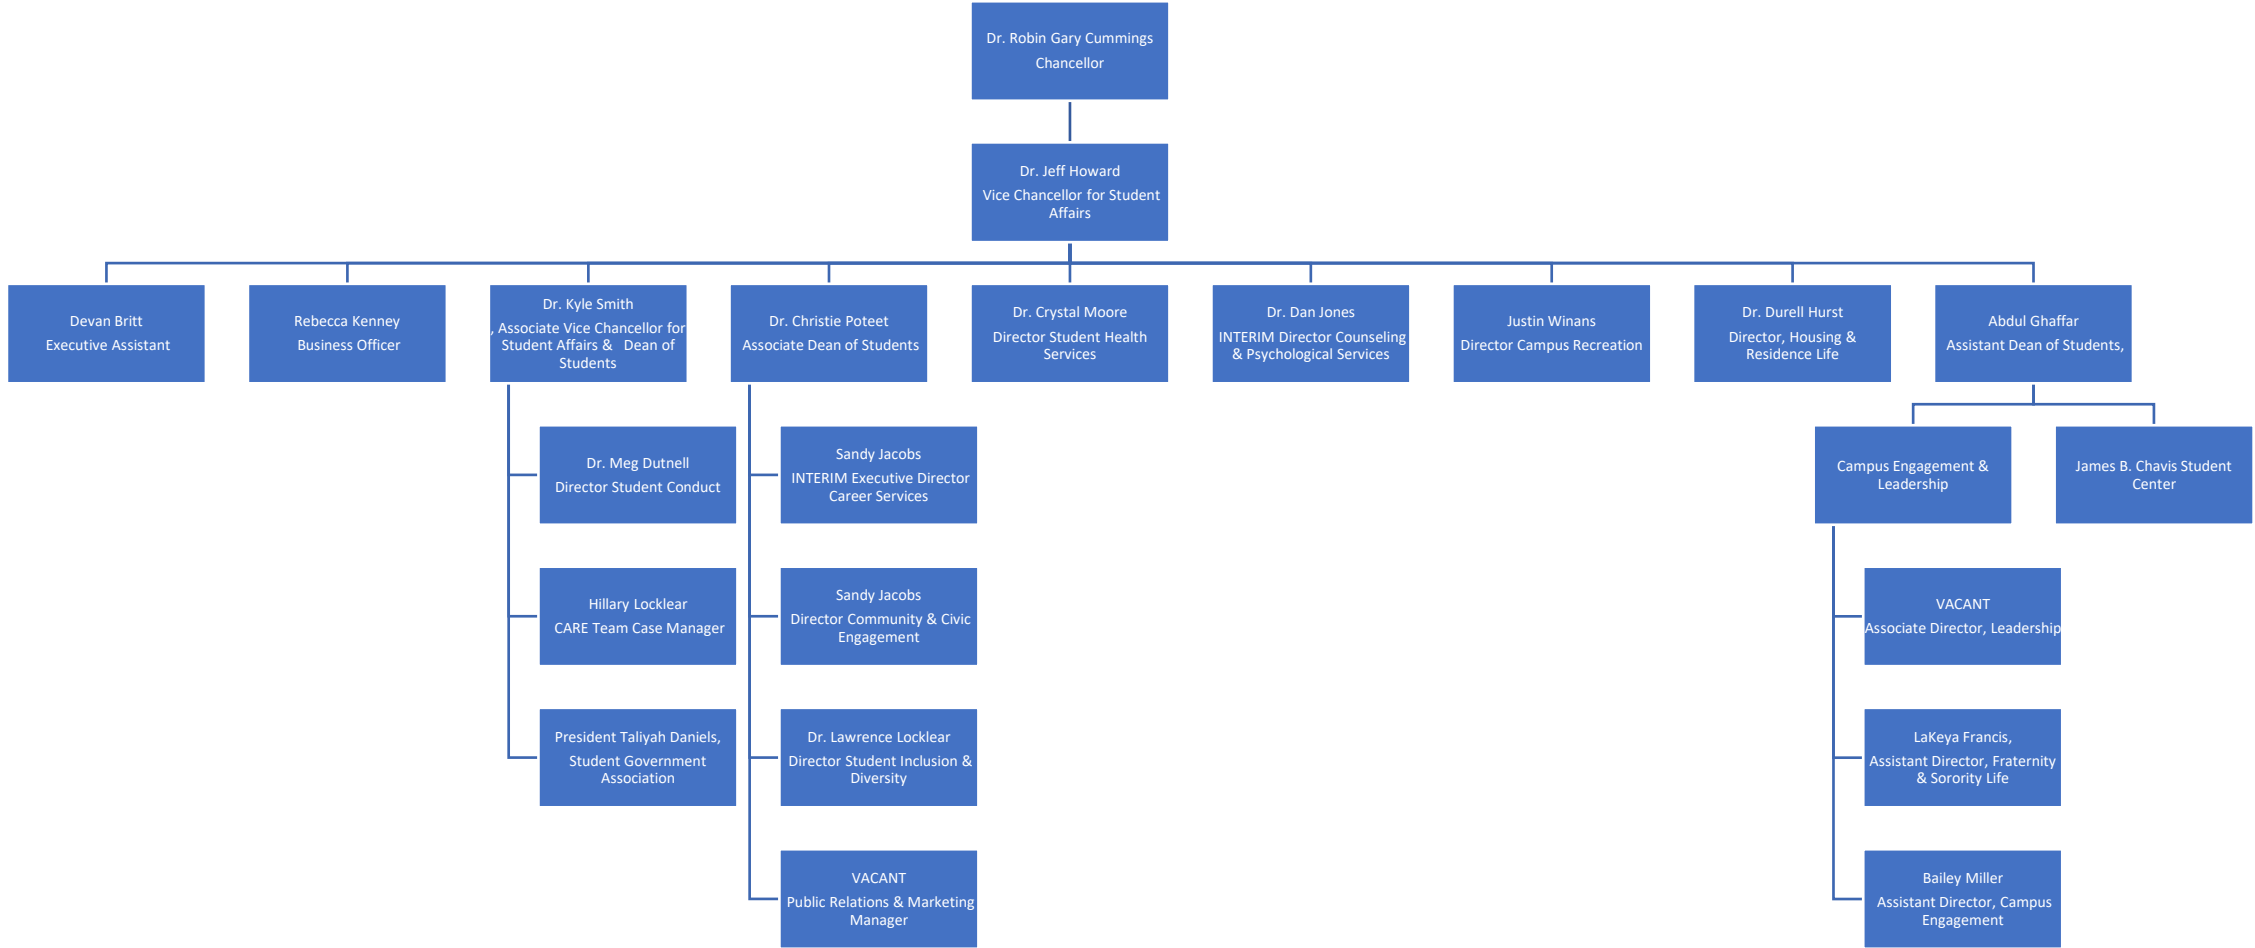 Dr. Robin Gary Cummings
Chancellor
Dr. Jeff Howard
Vice Chancellor for Student
Affairs
Devan Britt
Executive Assistant
Rebecca Kenney
Business Officer
Dr. Kyle Smith
, Associate Vice Chancellor for
Student Affairs & Dean of
Students
Dr. Christie Poteet
Associate Dean of Students
Dr. Crystal Moore
Director Student Health
Services
Dr. Dan Jones
INTERIM Director Counseling
& Psychological Services
Justin Winans
Director Campus Recreation
Dr. Durell Hurst
Director, Housing &
Residence Life
Abdul Ghaffar
Assistant Dean of Students,
Dr. Meg Dutnell
Director Student Conduct
Hillary Locklear
CARE Team Case Manager
President Taliyah Daniels,
Student Government
Association
Sandy Jacobs
INTERIM Executive Director
Career Services
Sandy Jacobs
Director Community & Civic
Engagement
Dr. Lawrence Locklear
Director Student Inclusion &
Diversity
VACANT
Public Relations & Marketing
Manager
Campus Engagement &
Leadership
James B. Chavis Student
Center
VACANT
Associate Director, Leadership
LaKeya Francis,
Assistant Director, Fraternity
& Sorority Life
Bailey Miller
Assistant Director, Campus
Engagement